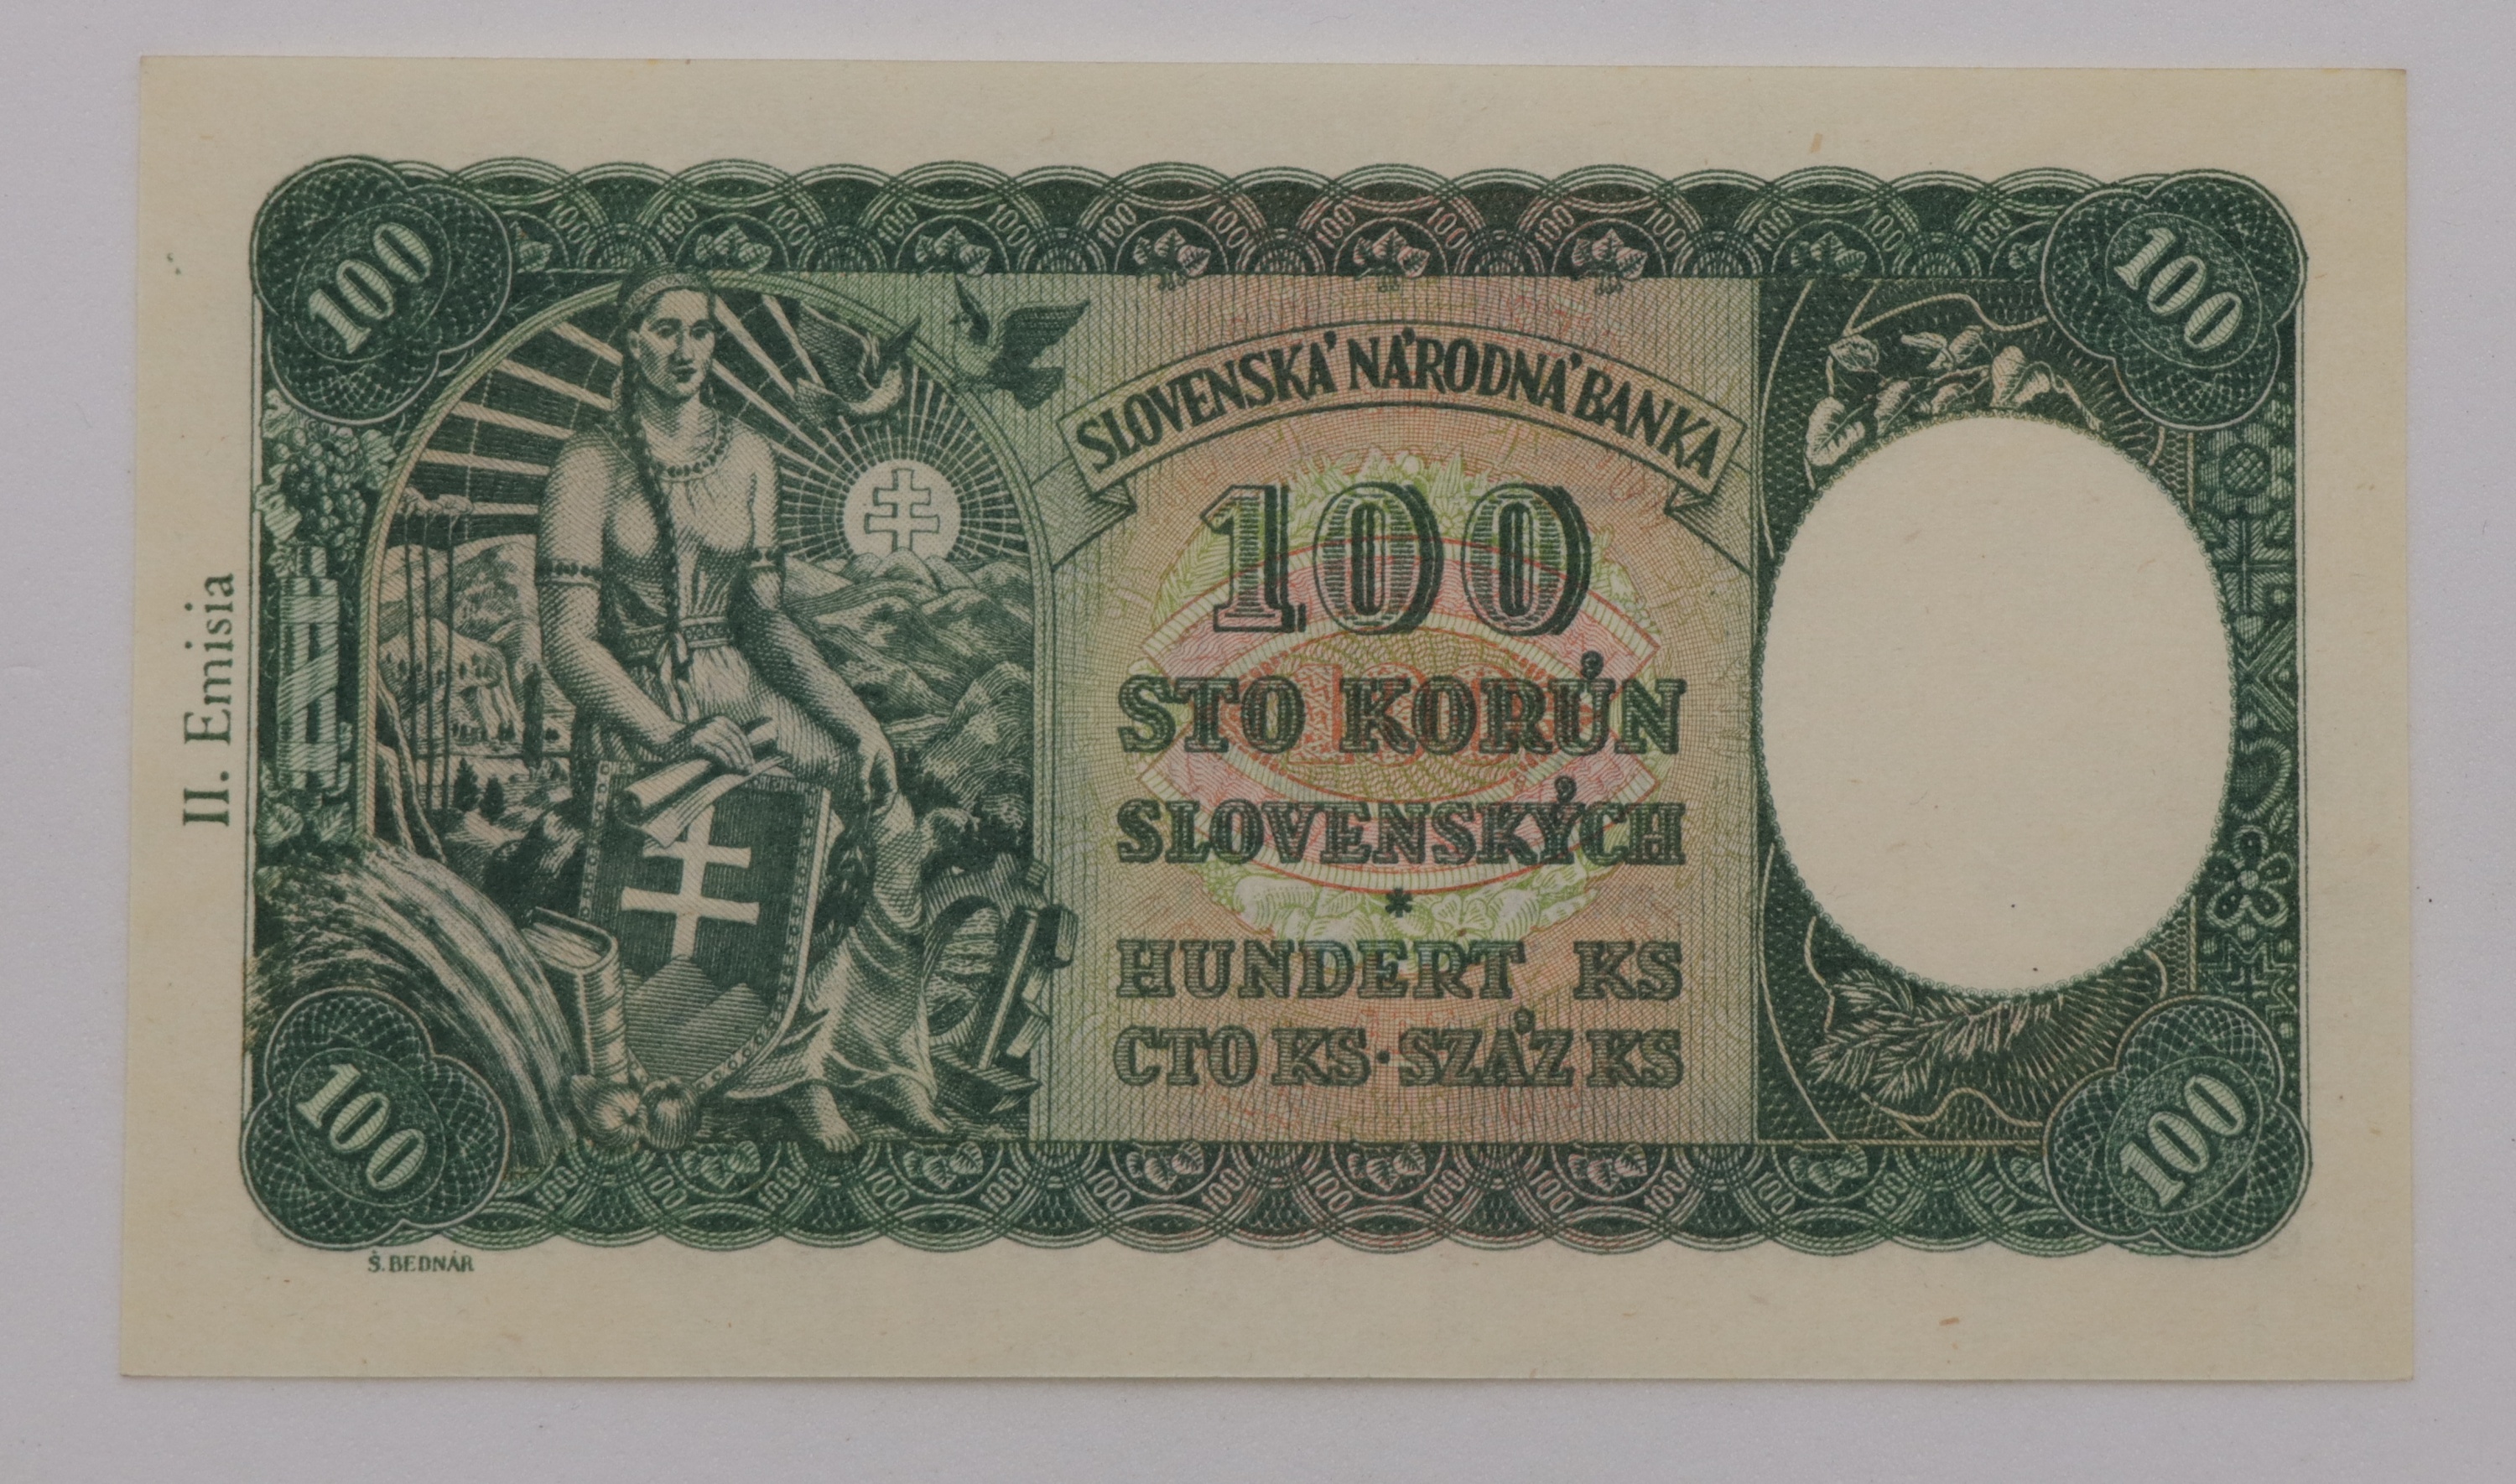 100
100
SLOVENSKÁ NÁRODNÁ BANKA
100
STO KORÚN
SLOVENSKÝCH
*
HUNDERT KS
СТО KS · SZÁZ KS
II. Emisia
100
100
Š. BEDNÁR